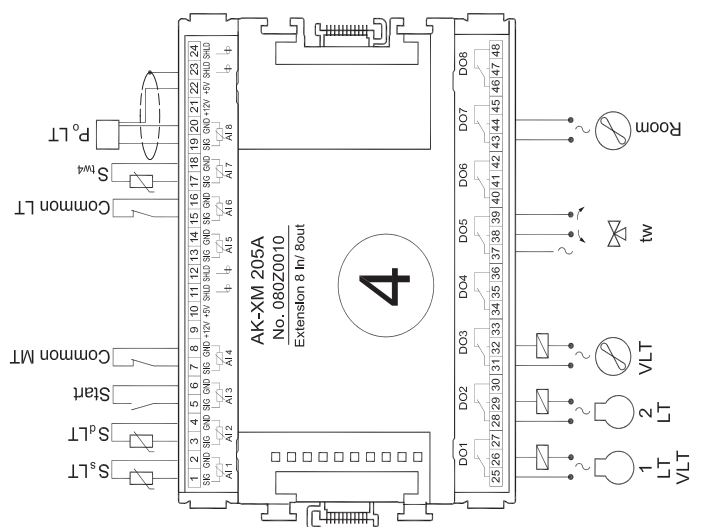 S_s LT
S_d LT
Start
Common MT
Common LT
S_tw4
P_o LT
1 2 3 4 5 6 7 8 9 10 11 12 13 14 15 16 17 18 19 20 21 22 23 24
SIG GND SIG GND SIG GND SIG GND +12V +5V SHLD SHLD SIG GND SIG GND SIG GND SIG GND +12V +5V SHLD SHLD
AI 1 AI 2 AI 3 AI 4 AI 5 AI 6 AI 7 AI 8
AK-XM 205A
No. 080Z0010
Extension 8 In/ 8out
4
DO1 DO2 DO3 DO4 DO5 DO6 DO7 DO8
25 26 27 28 29 30 31 32 33 34 35 36 37 38 39 40 41 42 43 44 45 46 47 48
~ ~ ~ ~ ~
1
LT
VLT
2
LT
VLT
tw
Room